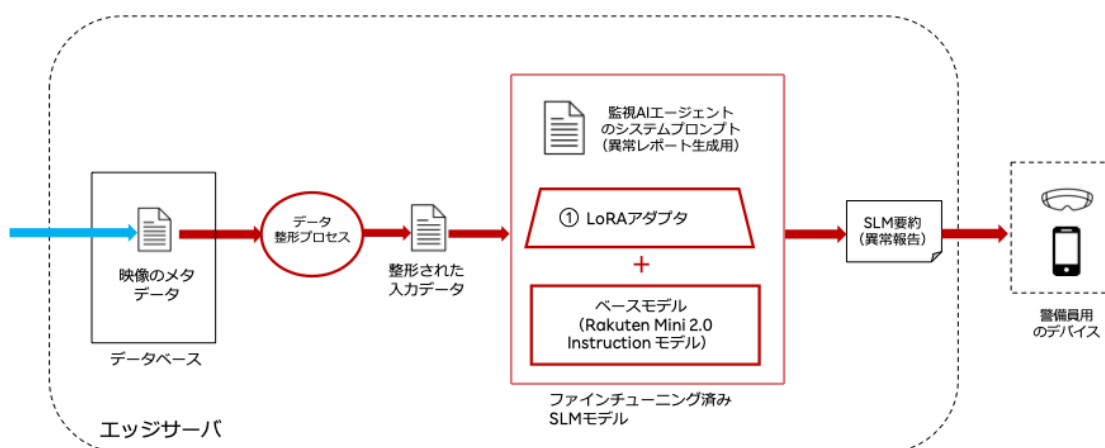 映像のメタ
データ
データベース
データ
整形プロセス
整形された
入力データ
監視AIエージェント
のシステムプロンプト
（異常レポート生成用）
① LoRAアダプタ
+
ベースモデル
（Rakuten Mini 2.0
Instruction モデル）
ファインチューニング済み
SLMモデル
SLM要約
（異常報告）
警備員用
のデバイス
エッジサーバ